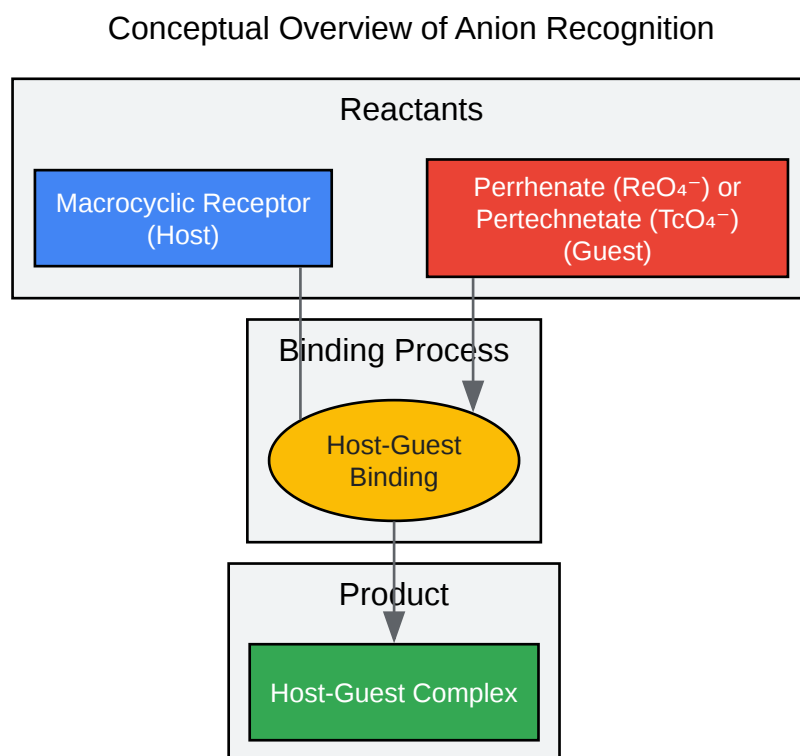 Conceptual Overview of Anion Recognition
Reactants
Macrocyclic Receptor
(Host)
Perrhenate (ReO₄⁻) or
Pertechnetate (TcO₄⁻)
(Guest)
Binding Process
Host-Guest
Binding
Product
Host-Guest Complex